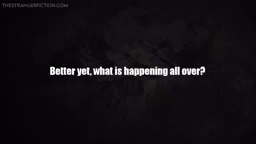 THESTRANGERFICTION.COM
Better yet, what is happening all over?